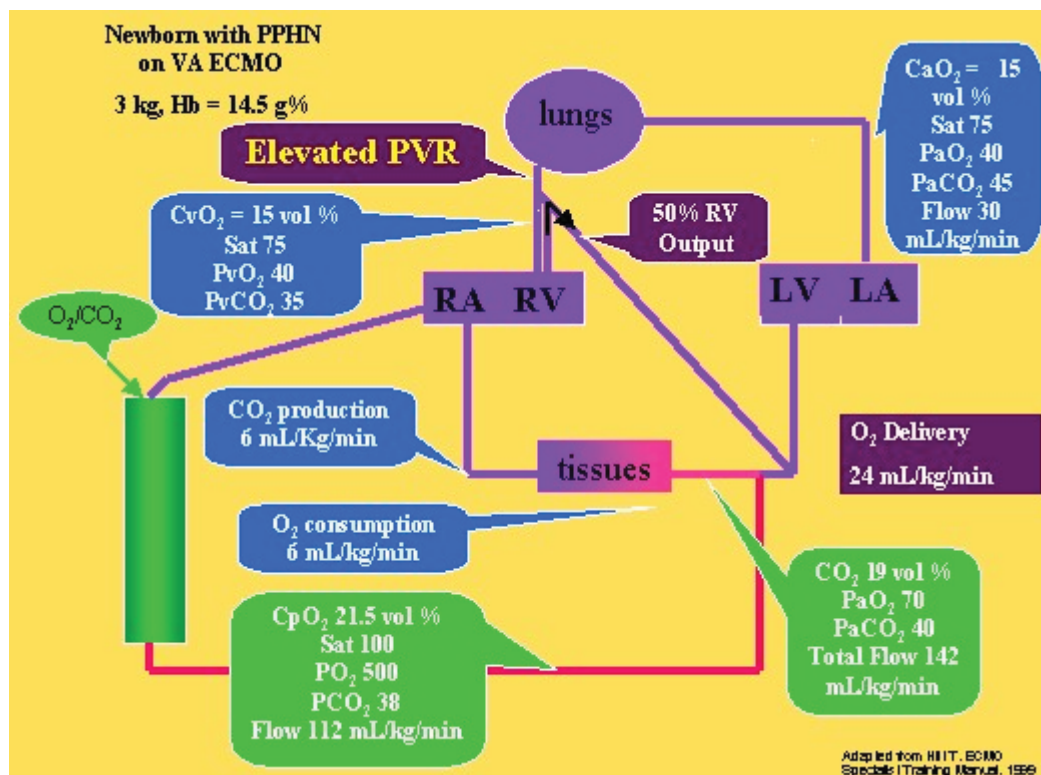 Newborn with PPHN
on VA ECMO
3 kg, Hb = 14.5 g%
lungs
CaO₂ = 15
vol %
Sat 75
PaO₂ 40
PaCO₂ 45
Flow 30
mL/kg/min
Elevated PVR
CvO₂ = 15 vol %
Sat 75
PvO₂ 40
PvCO₂ 35
50% RV
Output
RA RV
LV LA
O₂/CO₂
CO₂ production
6 mL/Kg/min
O₂ Delivery
24 mL/kg/min
tissues
O₂ consumption
6 mL/kg/min
CO₂ 19 vol %
PaO₂ 70
PaCO₂ 40
Total Flow 142
mL/kg/min
CpO₂ 21.5 vol %
Sat 100
PO₂ 500
PCO₂ 38
Flow 112 mL/kg/min
Adapted from ECMO
Training Manual, 1999